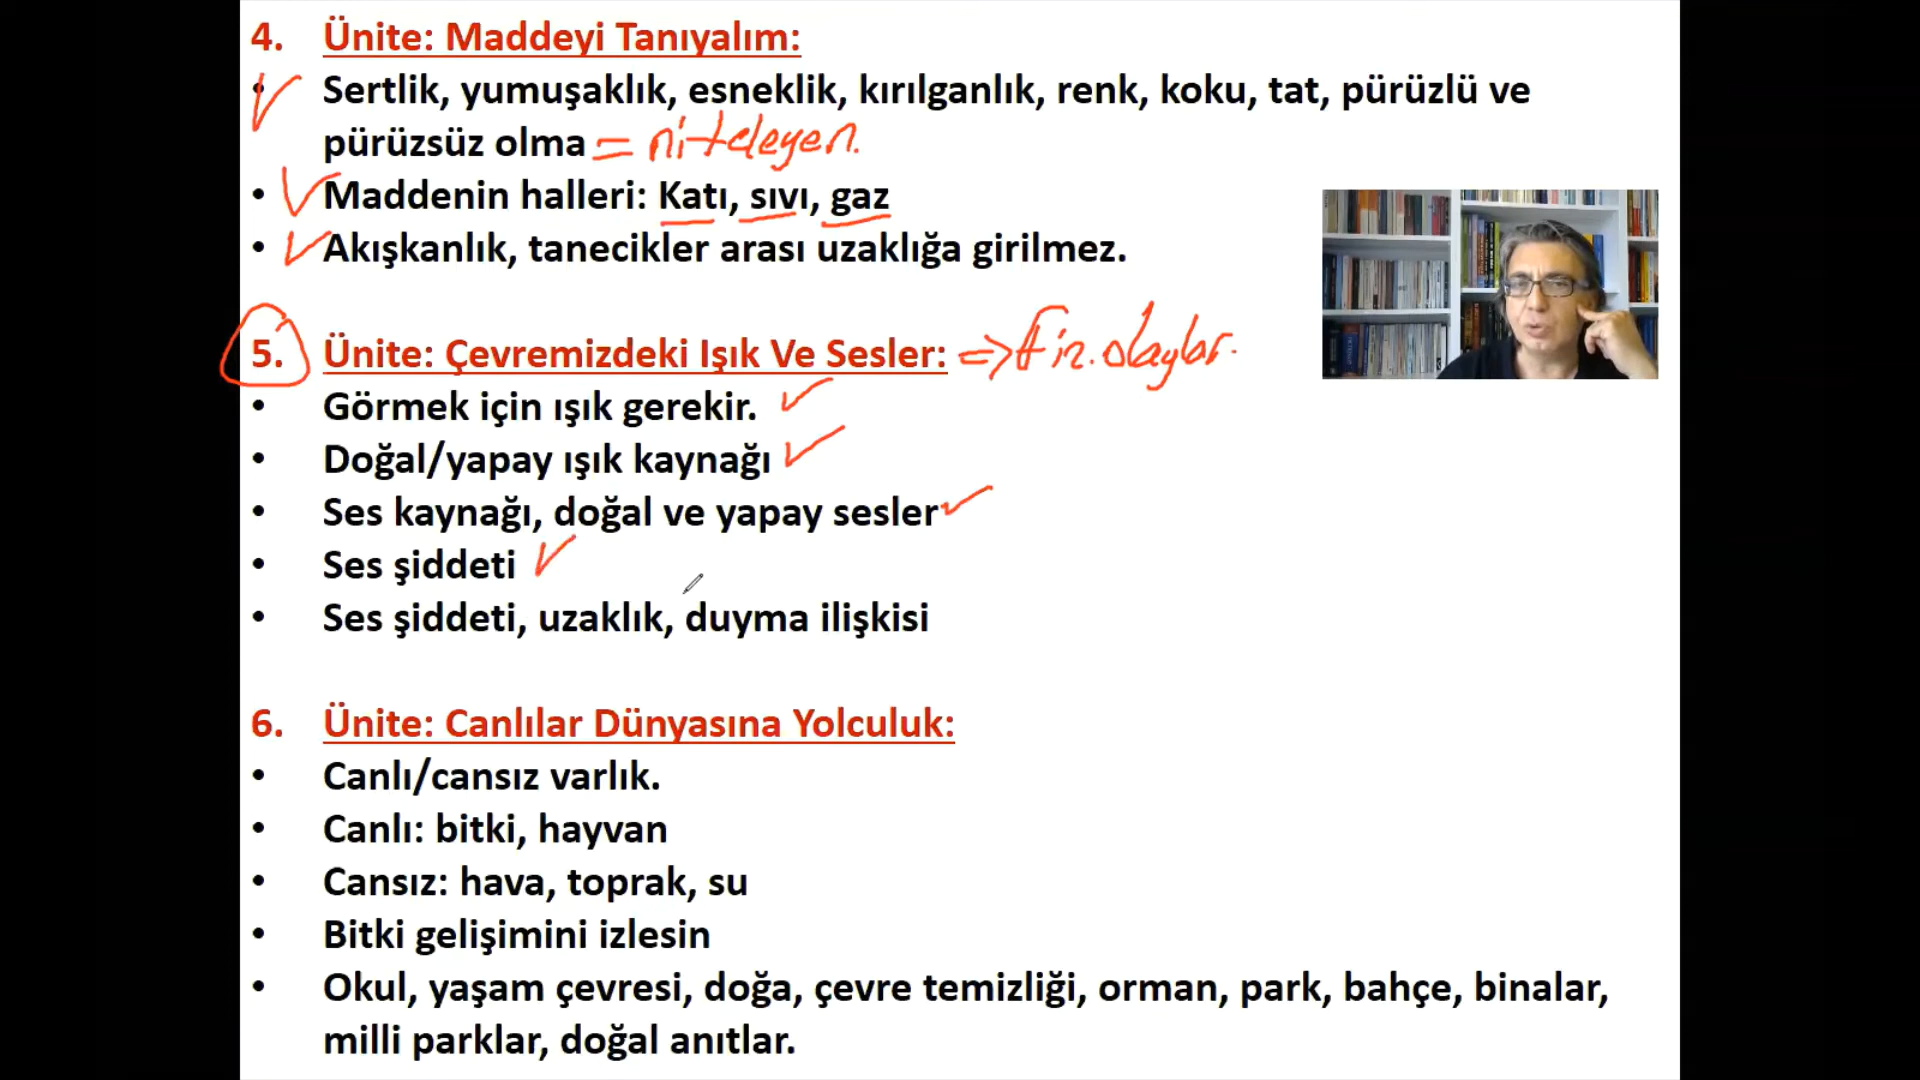 4. Ünite: Maddeyi Tanıyalım:
• Sertlik, yumuşaklık, esneklik, kırılganlık, renk, koku, tat, pürüzlü ve
pürüzsüz olma = niteleyen.
• Maddenin halleri: Katı, sıvı, gaz
• Akışkanlık, tanecikler arası uzaklığa girilmez.
5. Ünite: Çevremizdeki Işık Ve Sesler: => fiz. olaylar.
• Görmek için ışık gerekir.
• Doğal/yapay ışık kaynağı
• Ses kaynağı, doğal ve yapay sesler
• Ses şiddeti
• Ses şiddeti, uzaklık, duyma ilişkisi
6. Ünite: Canlılar Dünyasına Yolculuk:
• Canlı/cansız varlık.
• Canlı: bitki, hayvan
• Cansız: hava, toprak, su
• Bitki gelişimini izlesin
• Okul, yaşam çevresi, doğa, çevre temizliği, orman, park, bahçe, binalar,
milli parklar, doğal anıtlar.